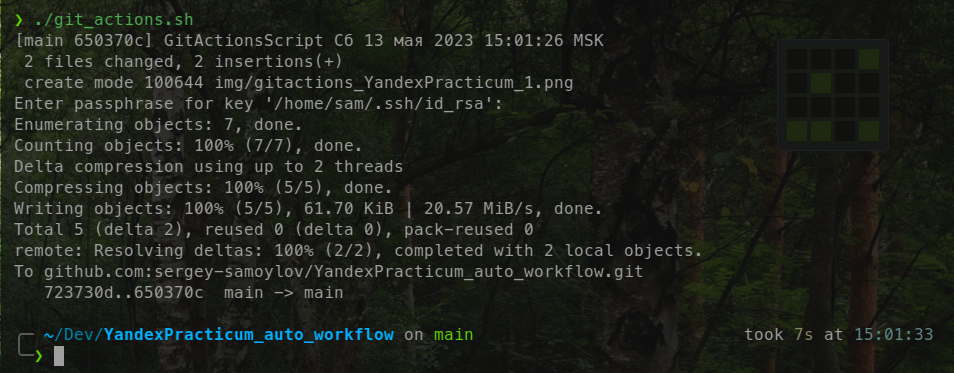 ❯ ./git_actions.sh
[main 650370c] GitActionsScript Сб 13 мая 2023 15:01:26 MSK
 2 files changed, 2 insertions(+)
 create mode 100644 img/gitactions_YandexPracticum_1.png
Enter passphrase for key '/home/sam/.ssh/id_rsa':
Enumerating objects: 7, done.
Counting objects: 100% (7/7), done.
Delta compression using up to 2 threads
Compressing objects: 100% (5/5), done.
Writing objects: 100% (5/5), 61.70 KiB | 20.57 MiB/s, done.
Total 5 (delta 2), reused 0 (delta 0), pack-reused 0
remote: Resolving deltas: 100% (2/2), completed with 2 local objects.
To github.com:sergey-samoylov/YandexPracticum_auto_workflow.git
   723730d..650370c  main -> main
~/Dev/YandexPracticum_auto_workflow on main took 7s at 15:01:33
❯